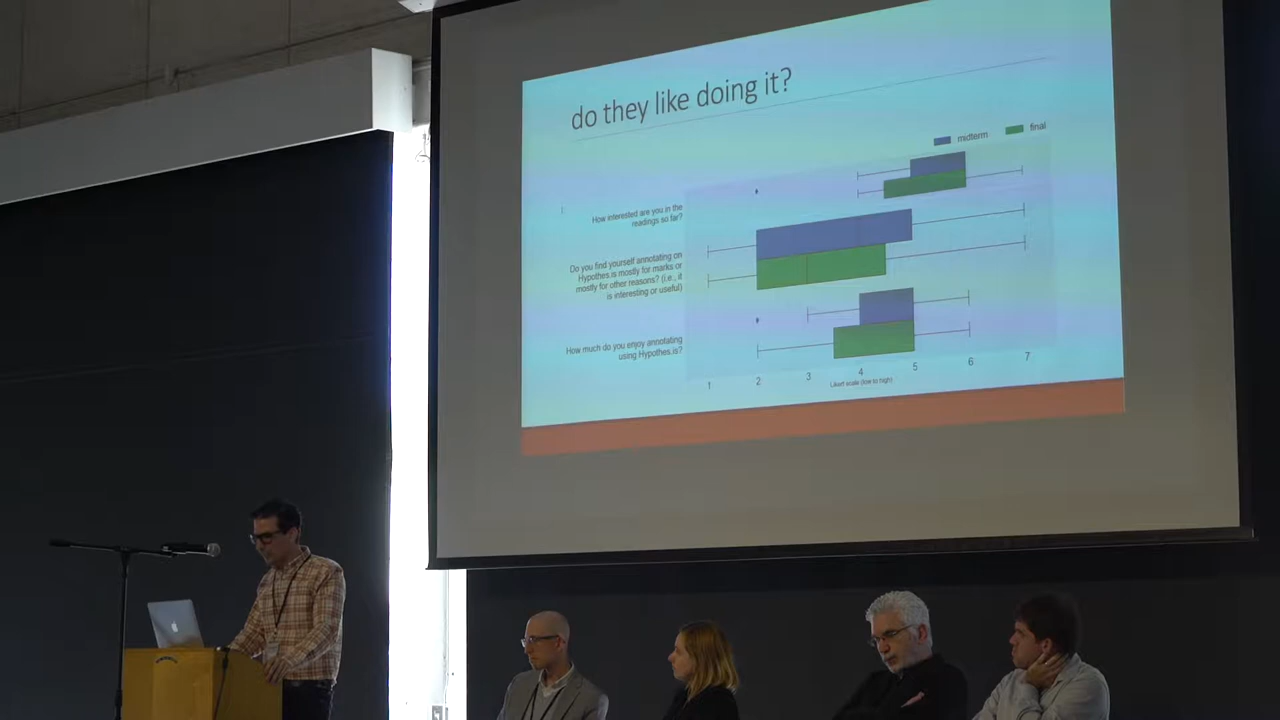 do they like doing it?
midterm
final
How interested are you in the
readings so far?
Do you find yourself annotating on
Hypothes.is mostly for marks or
mostly for other reasons? (i.e., it
is interesting or useful)
How much do you enjoy annotating
using Hypothes.is?
1 2 3 4 5 6 7
Likert scale (low to high)